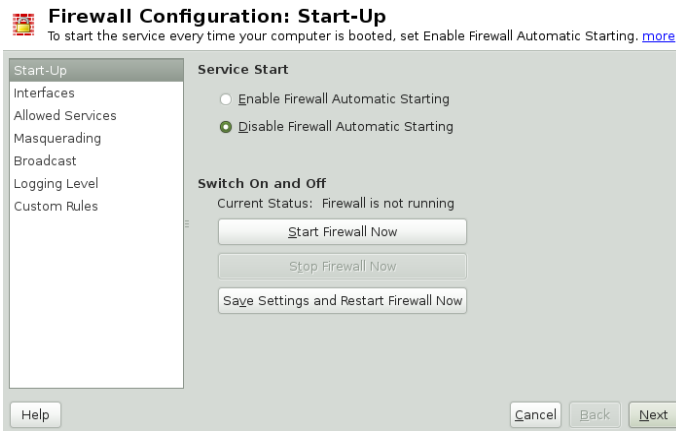 Firewall Configuration: Start-Up
To start the service every time your computer is booted, set Enable Firewall Automatic Starting. more
Start-Up
Interfaces
Allowed Services
Masquerading
Broadcast
Logging Level
Custom Rules
Service Start
Enable Firewall Automatic Starting
Disable Firewall Automatic Starting
Switch On and Off
Current Status: Firewall is not running
Start Firewall Now
Stop Firewall Now
Save Settings and Restart Firewall Now
Help
Cancel
Back
Next